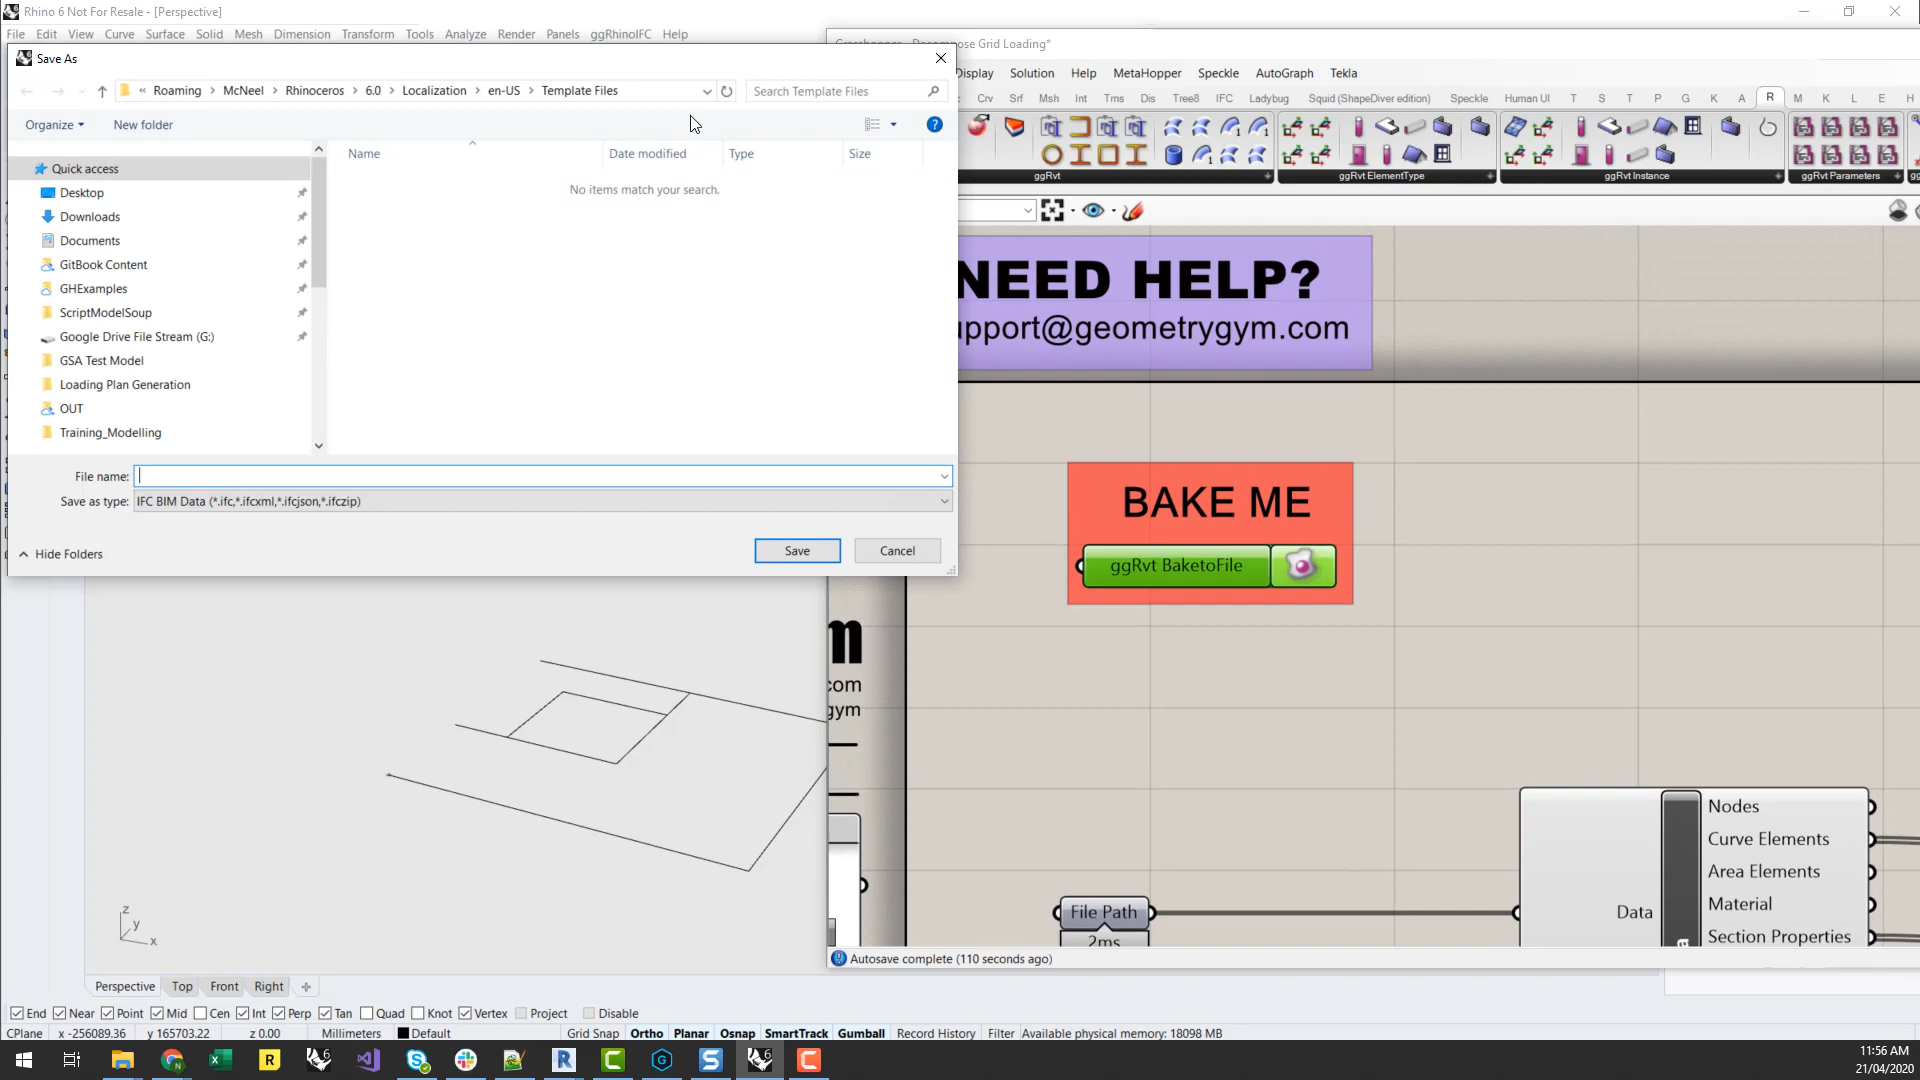 Rhino 6 Not For Resale - [Perspective]
File Edit View Curve Surface Solid Mesh Dimension Transform Tools Analyze Render Panels ggRhinoIFC Help
Save As
« Roaming > McNeel > Rhinoceros > 6.0 > Localization > en-US > Template Files
Search Template Files
Organize
New folder
Name
Date modified
Type
Size
No items match your search.
Quick access
Desktop
Downloads
Documents
GitBook Content
GHExamples
ScriptModelSoup
Google Drive File Stream (G:)
GSA Test Model
Loading Plan Generation
OUT
Training_Modelling
File name:
Save as type: IFC BIM Data (*.ifc,*.ifcxml,*.ifcjson,*.ifczip)
Hide Folders
Save
Cancel
Grid Loading*
Display Solution Help MetaHopper Speckle AutoGraph Tekla
Crv Srf Msh Int Trns Dis Tree8 IFC Ladybug Squid (ShapeDiver edition) Speckle Human UI T S T P G K A R M K L E H
ggRvt
ggRvt ElementType
ggRvt Instance
ggRvt Parameters
NEED HELP?
upport@geometrygym.com
BAKE ME
ggRvt BaketoFile
m
com
gym
File Path
2ms
Data
Nodes
Curve Elements
Area Elements
Material
Section Properties
Autosave complete (110 seconds ago)
z
y
x
Perspective Top Front Right
End Near Point Mid Cen Int Perp Tan Quad Knot Vertex Project Disable
CPlane x -256089.36 y 165703.22 z 0.00 Millimeters Default Grid Snap Ortho Planar Osnap SmartTrack Gumball Record History Filter Available physical memory: 18098 MB
11:56 AM
21/04/2020